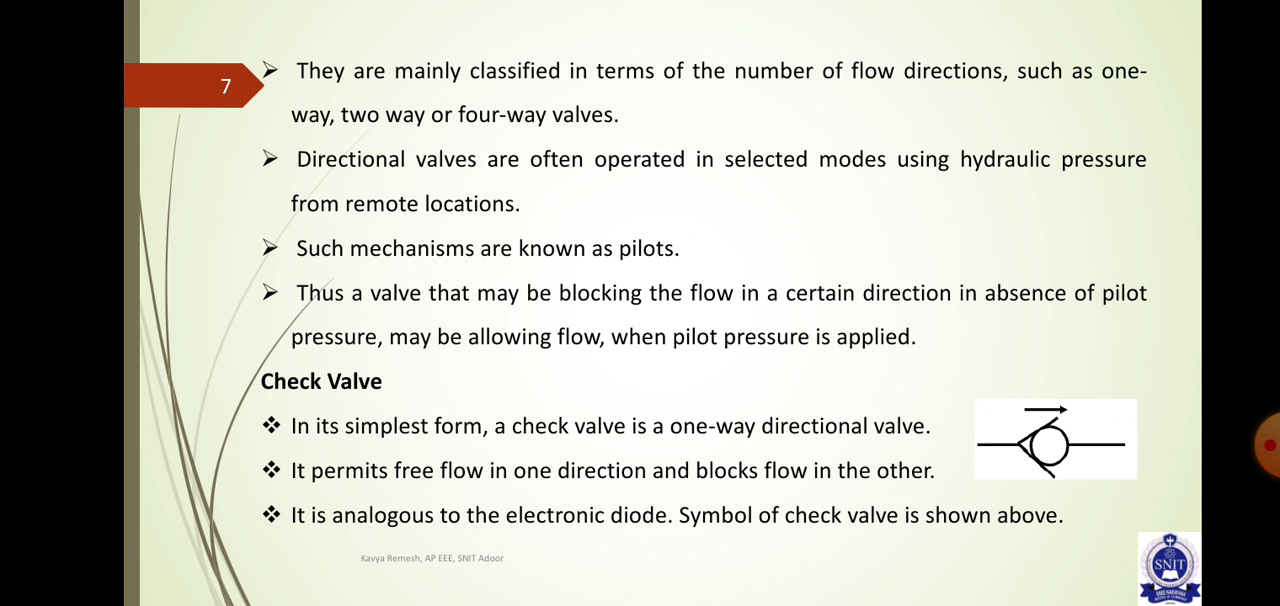 7
They are mainly classified in terms of the number of flow directions, such as one-
way, two way or four-way valves.
Directional valves are often operated in selected modes using hydraulic pressure
from remote locations.
Such mechanisms are known as pilots.
Thus a valve that may be blocking the flow in a certain direction in absence of pilot
pressure, may be allowing flow, when pilot pressure is applied.
Check Valve
In its simplest form, a check valve is a one-way directional valve.
It permits free flow in one direction and blocks flow in the other.
It is analogous to the electronic diode. Symbol of check valve is shown above.
Kavya Remesh, AP EEE, SNIT Adoor
SNIT